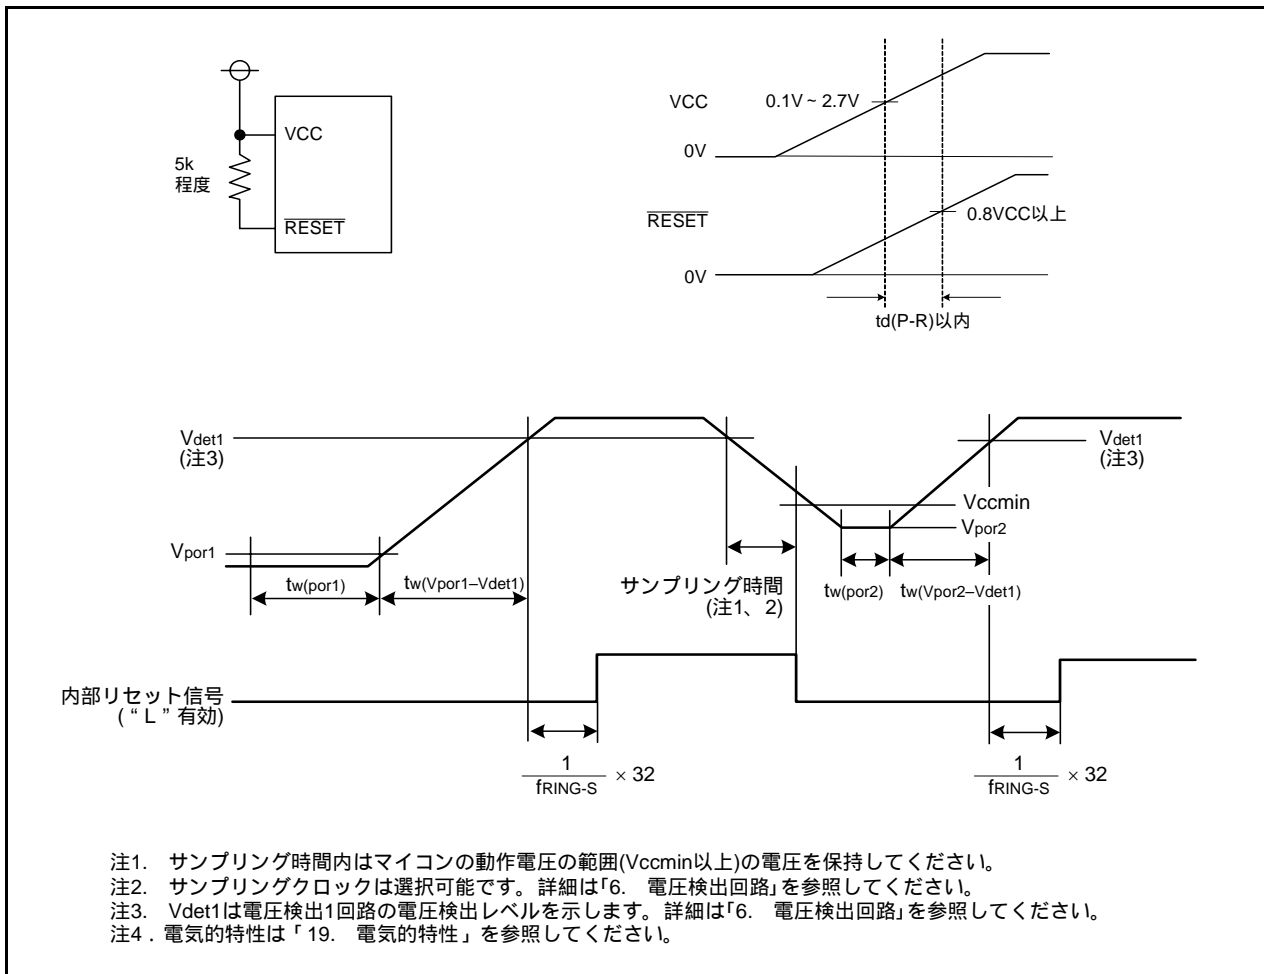 VCC
5k
程度
RESET
VCC
0.1V ~ 2.7V
0V
RESET
0.8VCC以上
0V
td(P-R)以内
Vdet1
(注3)
Vdet1
(注3)
Vccmin
Vpor2
Vpor1
tw(por1)
tw(Vpor1–Vdet1)
サンプリング時間
(注1、2)
tw(por2)
tw(Vpor2–Vdet1)
内部リセット信号
(“L”有効)
1
fRING-S
× 32
1
fRING-S
× 32
注1. サンプリング時間内はマイコンの動作電圧の範囲(Vccmin以上)の電圧を保持してください。
注2. サンプリングクロックは選択可能です。詳細は「6. 電圧検出回路」を参照してください。
注3. Vdet1は電圧検出1回路の電圧検出レベルを示します。詳細は「6. 電圧検出回路」を参照してください。
注4．電気的特性は「19. 電気的特性」を参照してください。